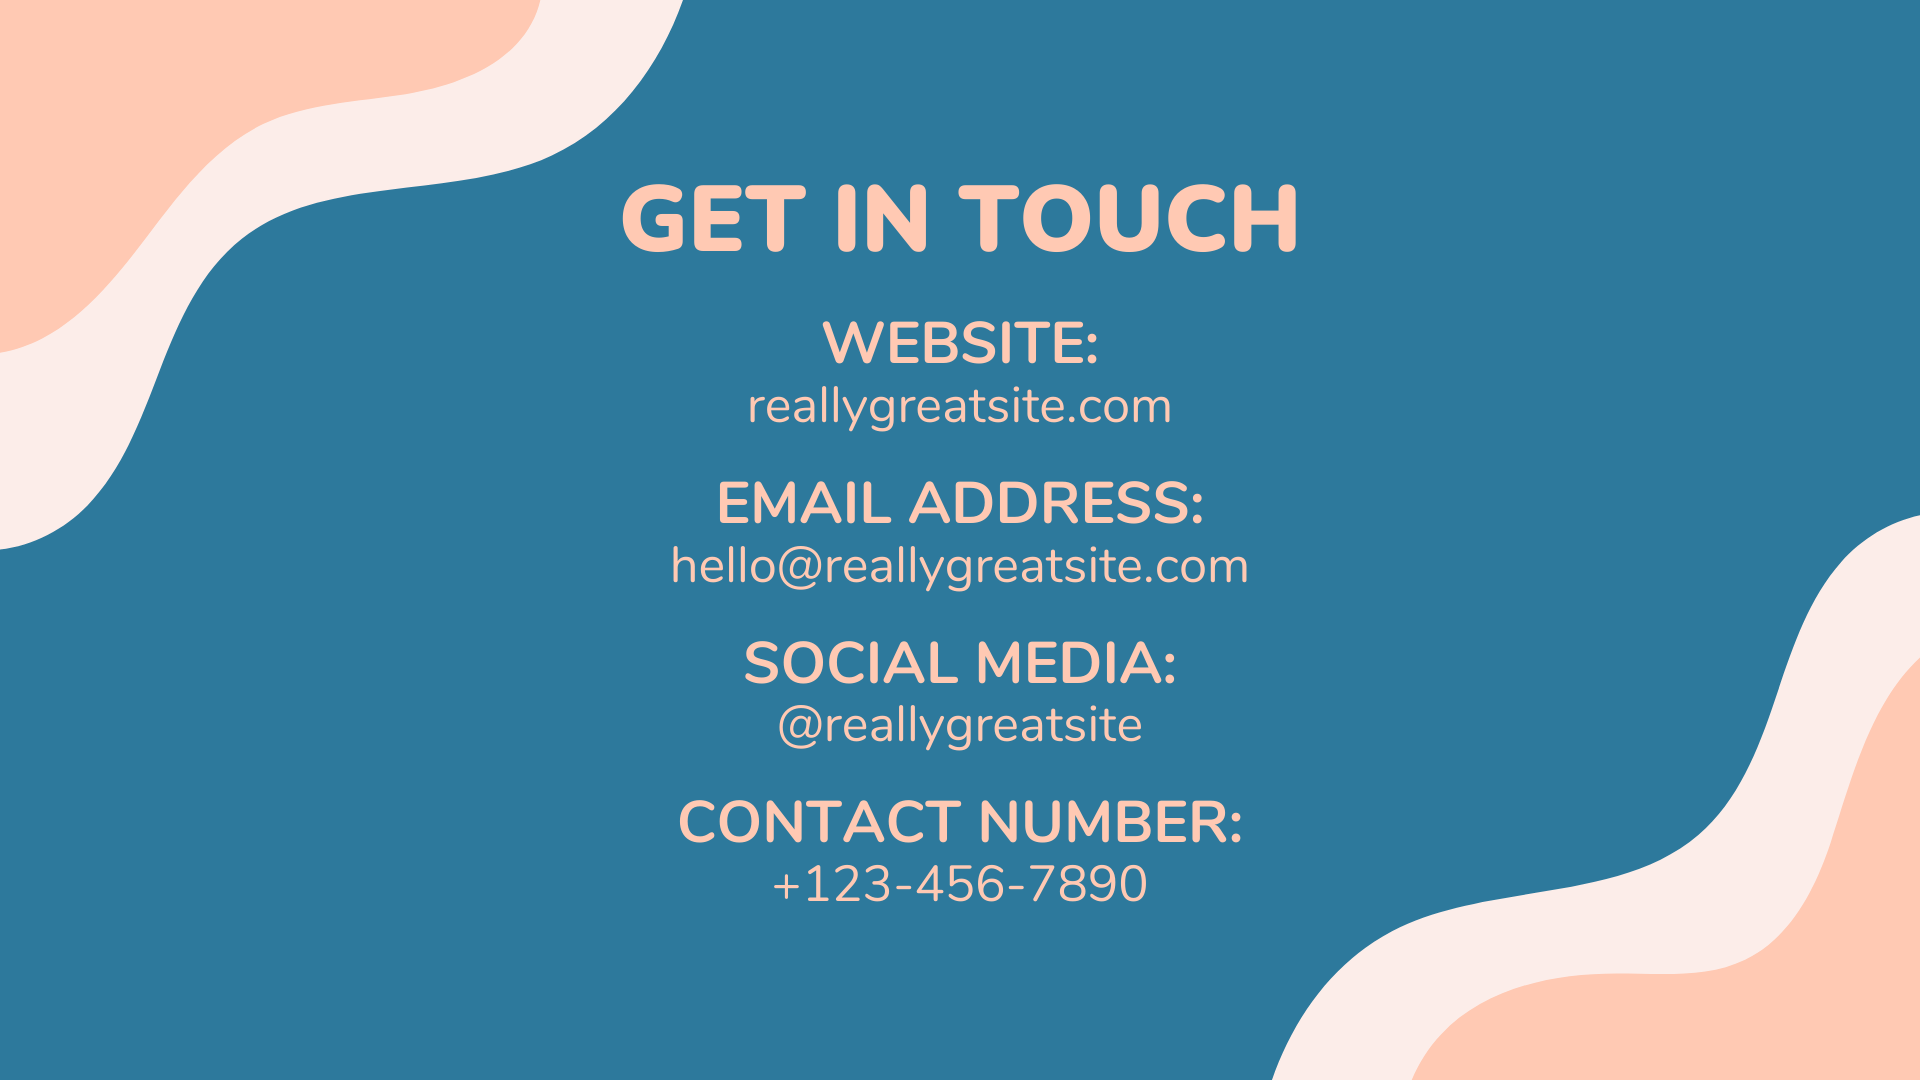 GET IN TOUCH
WEBSITE:
reallygreatsite.com
EMAIL ADDRESS:
hello@reallygreatsite.com
SOCIAL MEDIA:
@reallygreatsite
CONTACT NUMBER:
+123-456-7890